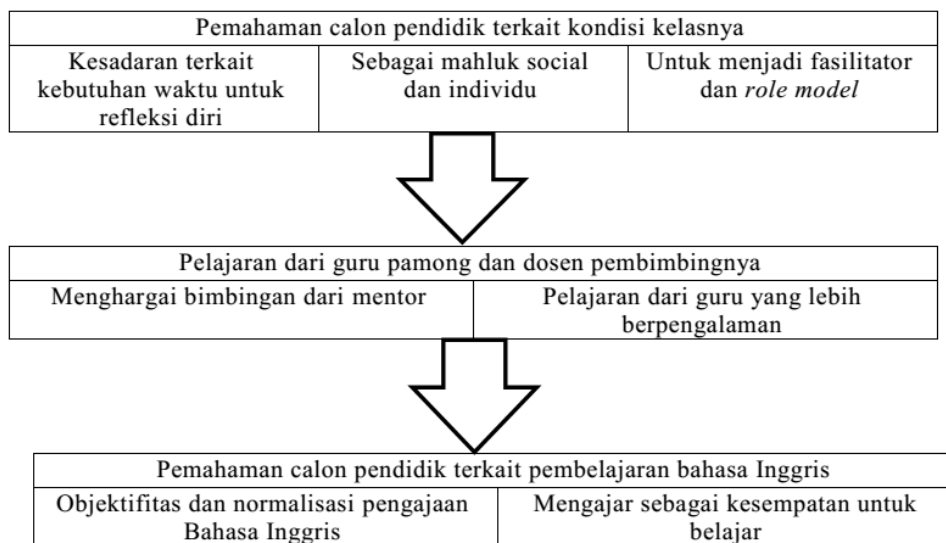 Pemahaman calon pendidik terkait kondisi kelasnya
Kesadaran terkait
kebutuhan waktu untuk
refleksi diri
Sebagai mahluk social
dan individu
Untuk menjadi fasilitator
dan role model
Pelajaran dari guru pamong dan dosen pembimbingnya
Menghargai bimbingan dari mentor
Pelajaran dari guru yang lebih
berpengalaman
Pemahaman calon pendidik terkait pembelajaran bahasa Inggris
Objektifitas dan normalisasi pengajaan
Bahasa Inggris
Mengajar sebagai kesempatan untuk
belajar